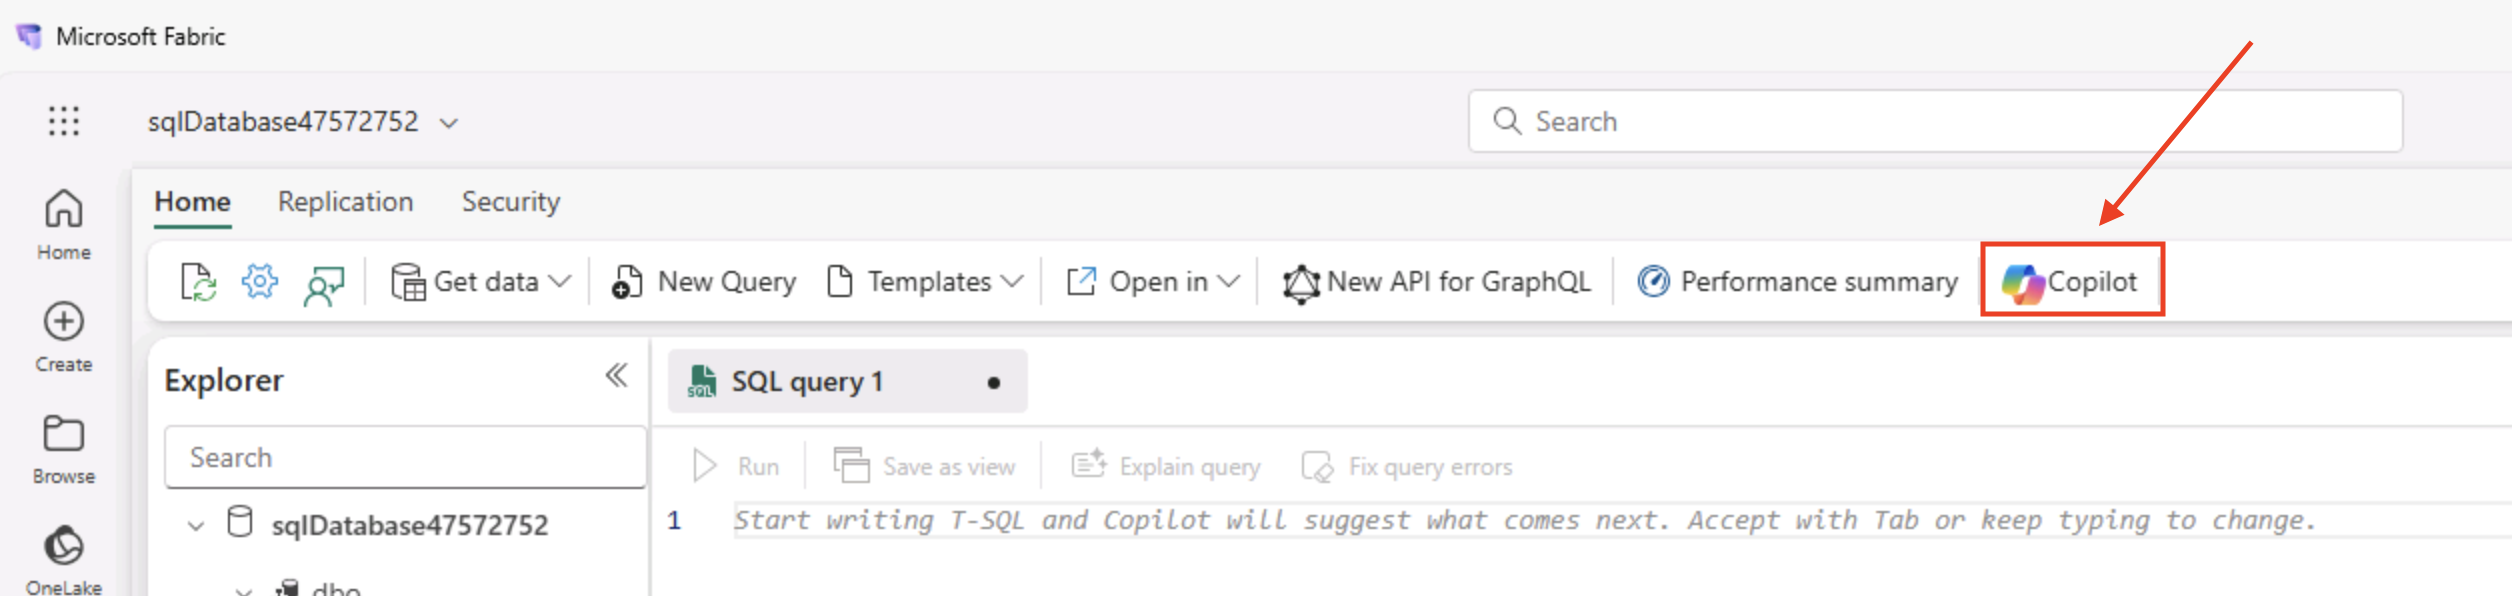 Microsoft Fabric
sqlDatabase47572752
Search
Home Replication Security
Home
Get data New Query Templates Open in New API for GraphQL Performance summary Copilot
Create
Explorer
SQL query 1
SQL
Search
Browse
Run Save as view Explain query Fix query errors
sqlDatabase47572752
1 Start writing T-SQL and Copilot will suggest what comes next. Accept with Tab or keep typing to change.
OneLake
dbo